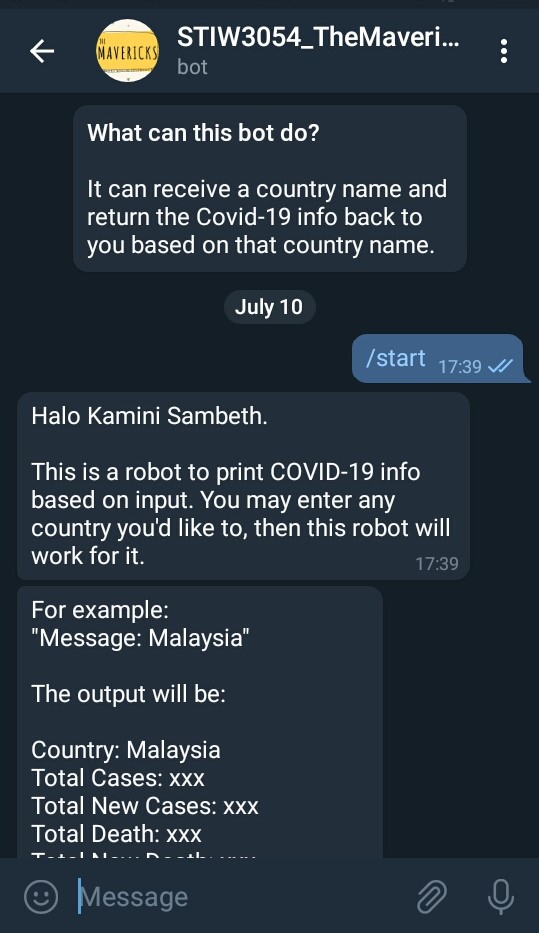 STIW3054_TheMaveri...
THE
MAVERICKS
bot
What can this bot do?
It can receive a country name and
return the Covid-19 info back to
you based on that country name.
July 10
/start 17:39
Halo Kamini Sambeth.
This is a robot to print COVID-19 info
based on input. You may enter any
country you'd like to, then this robot will
work for it.
17:39
For example:
"Message: Malaysia"
The output will be:
Country: Malaysia
Total Cases: xxx
Total New Cases: xxx
Total Death: xxx
Total New Death: xxx
Message